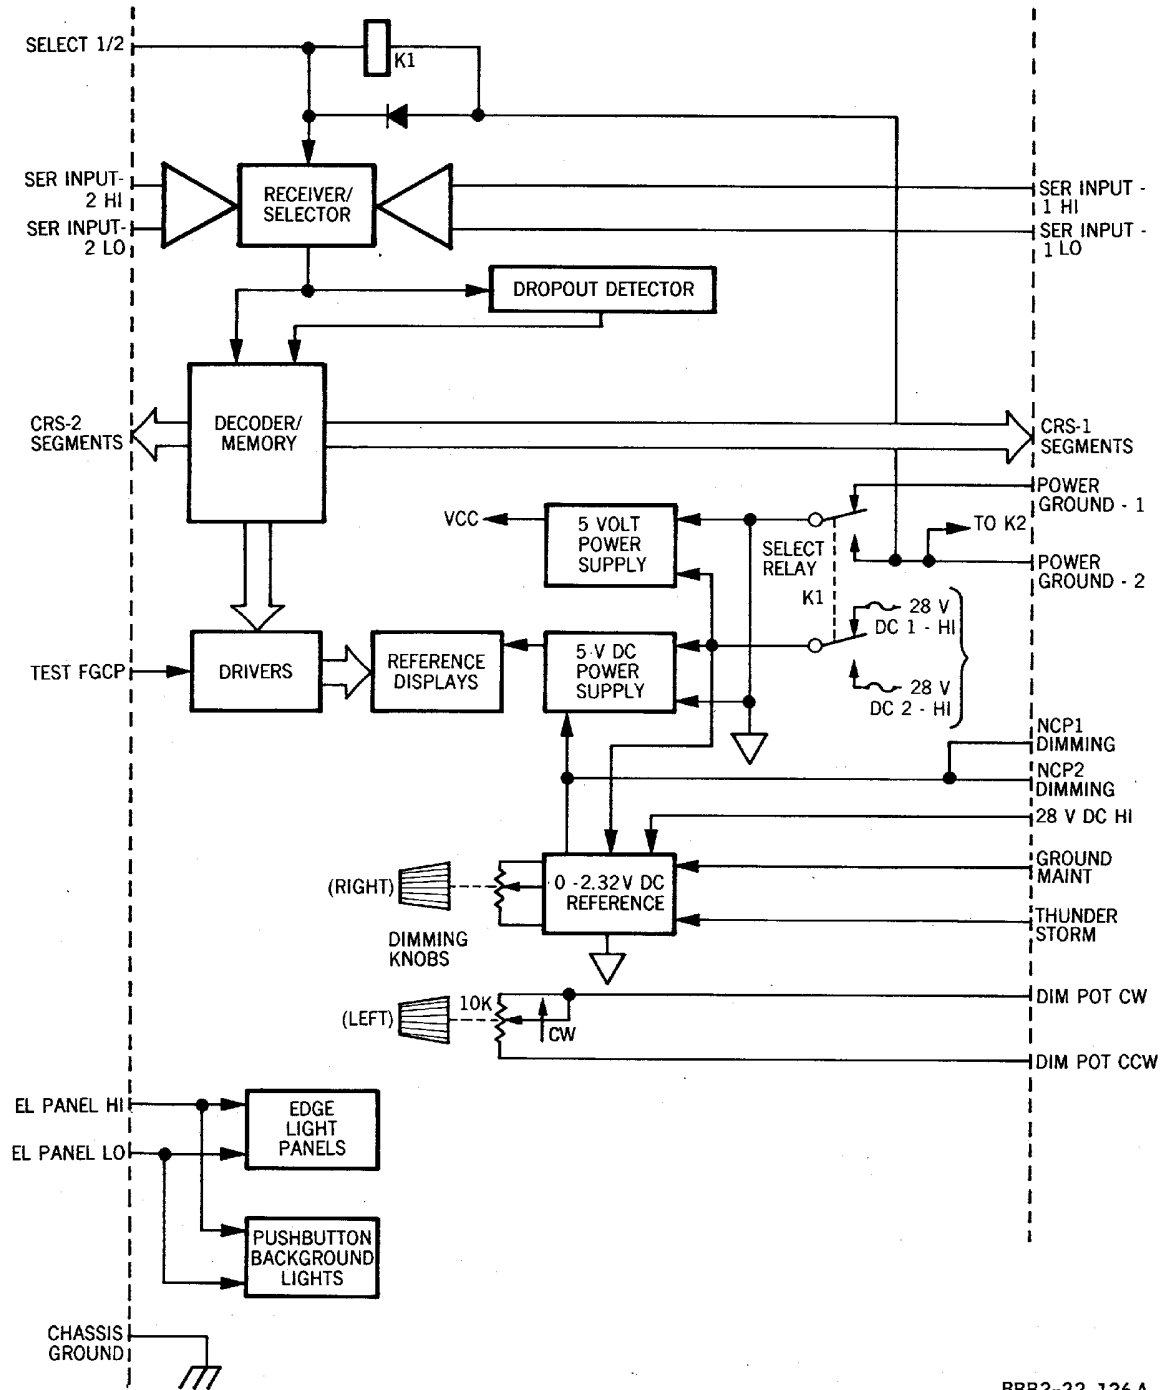 SELECT 1/2
K1
SER INPUT-
2 HI
SER INPUT-
2 LO
RECEIVER/
SELECTOR
SER INPUT -
1 HI
SER INPUT -
1 LO
DROPOUT DETECTOR
CRS-2
SEGMENTS
DECODER/
MEMORY
CRS-1
SEGMENTS
POWER
GROUND - 1
VCC
5 VOLT
POWER
SUPPLY
SELECT
RELAY
K1
TO K2
POWER
GROUND - 2
28 V
DC 1 - HI
28 V
DC 2 - HI
TEST FGCP
DRIVERS
REFERENCE
DISPLAYS
5 V DC
POWER
SUPPLY
NCP1
DIMMING
NCP2
DIMMING
28 V DC HI
(RIGHT)
DIMMING
KNOBS
0 -2.32V DC
REFERENCE
GROUND
MAINT
THUNDER
STORM
(LEFT)
10K
CW
DIM POT CW
DIM POT CCW
EL PANEL HI
EL PANEL LO
EDGE
LIGHT
PANELS
PUSHBUTTON
BACKGROUND
LIGHTS
CHASSIS
GROUND